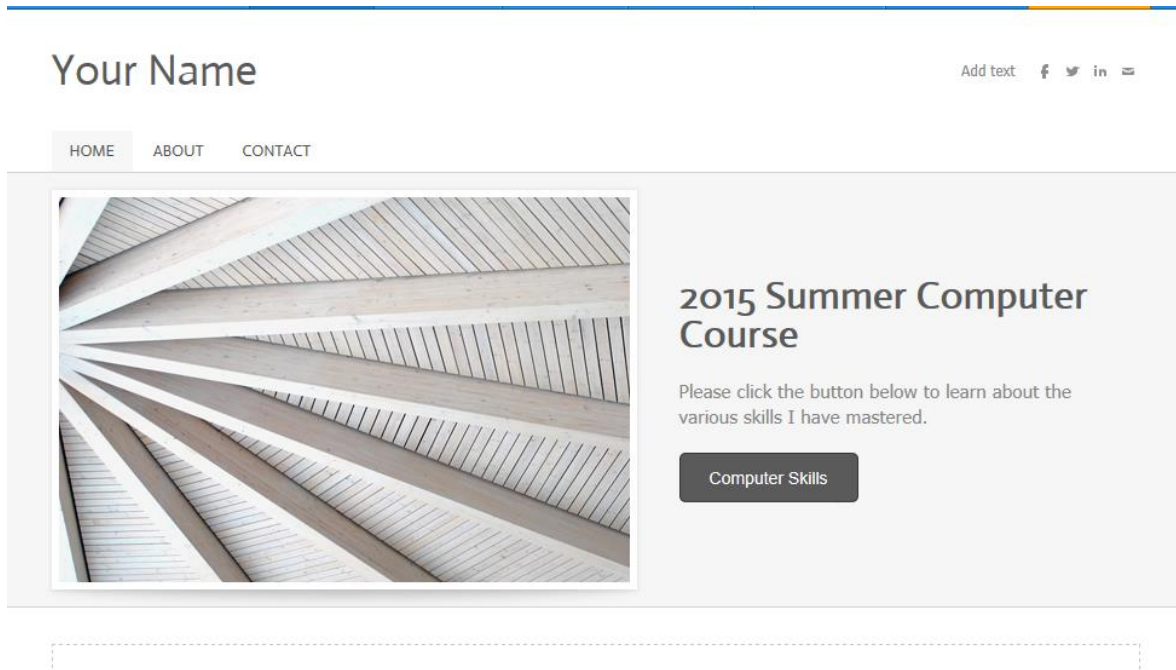 Your Name
Add text
HOME ABOUT CONTACT
2015 Summer Computer
Course
Please click the button below to learn about the
various skills I have mastered.
Computer Skills